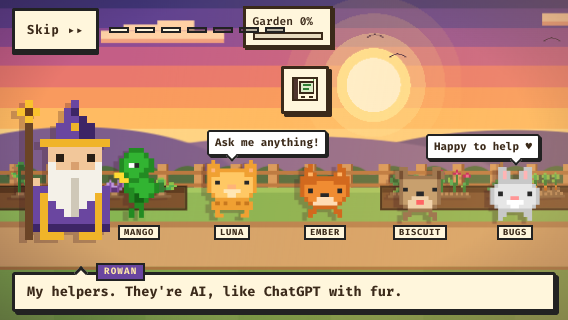 Skip ▸▸
Garden 0%
Ask me anything!
Happy to help ♥
MANGO
LUNA
EMBER
BISCUIT
BUGS
ROWAN
My helpers. They're AI, like ChatGPT with fur.